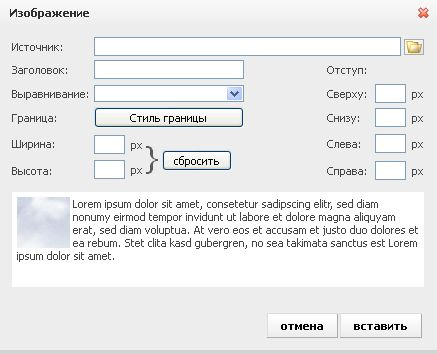 Изображение
Источник:
Заголовок:
Отступ:
Выравнивание:
Сверху: px
Граница: Стиль границы
Снизу: px
Ширина: px
Слева: px
} сбросить
Высота: px
Справа: px
Lorem ipsum dolor sit amet, consetetur sadipscing elitr, sed diam
nonumy eirmod tempor invidunt ut labore et dolore magna aliquyam
erat, sed diam voluptua. At vero eos et accusam et justo duo dolores et
ea rebum. Stet clita kasd gubergren, no sea takimata sanctus est Lorem
ipsum dolor sit amet.
отмена вставить